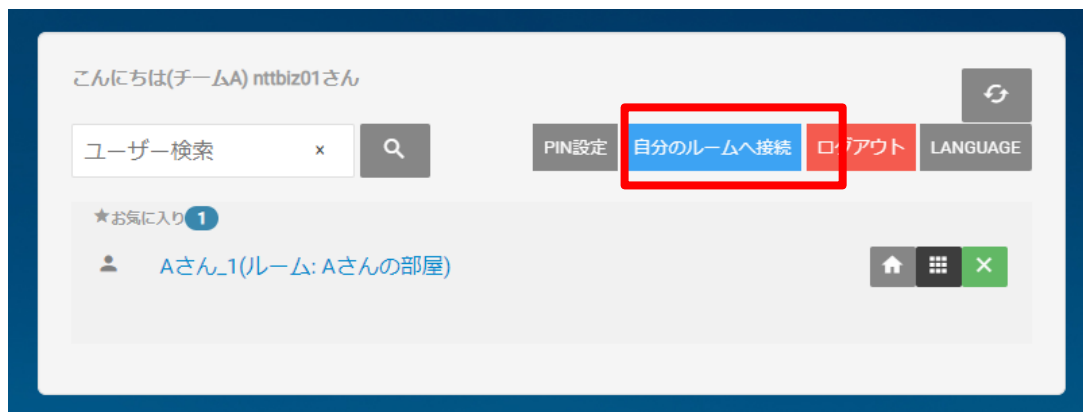 こんにちは(チームA) nttbiz01さん
ユーザー検索 ×
PIN設定 自分のルームへ接続 ログアウト LANGUAGE
★お気に入り 1
Aさん_1(ルーム: Aさんの部屋)